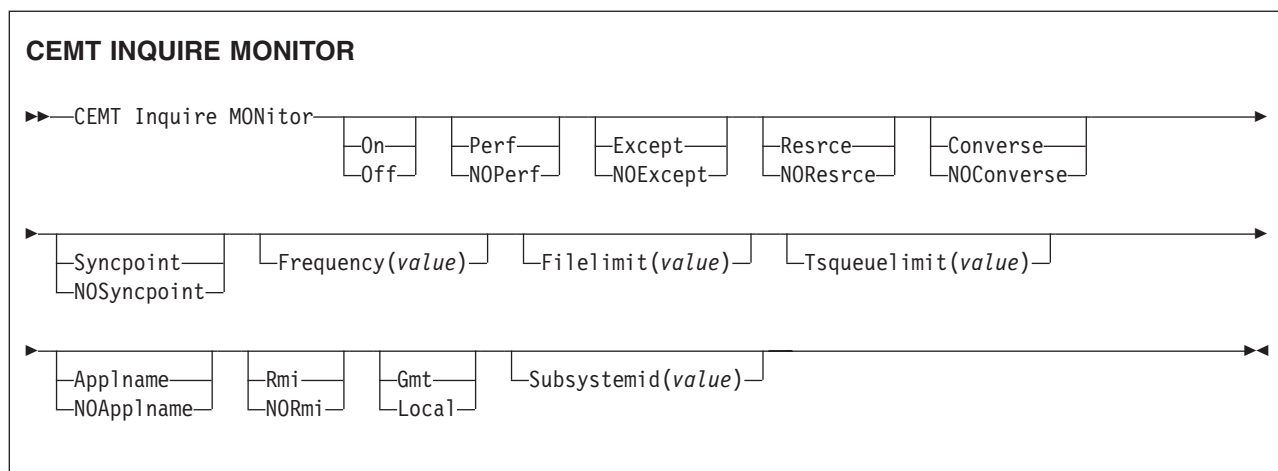 CEMT INQUIRE MONITOR
CEMT Inquire MONitor
On Perf Except Resrce Converse
Off NOPerf NOExcept NOResrce NOConverse
Syncpoint Frequency(value) Filelimit(value) Tsqueuelimit(value)
NOSyncpoint
Applname Rmi Gmt Subsystemid(value)
NOApplname NORmi Local